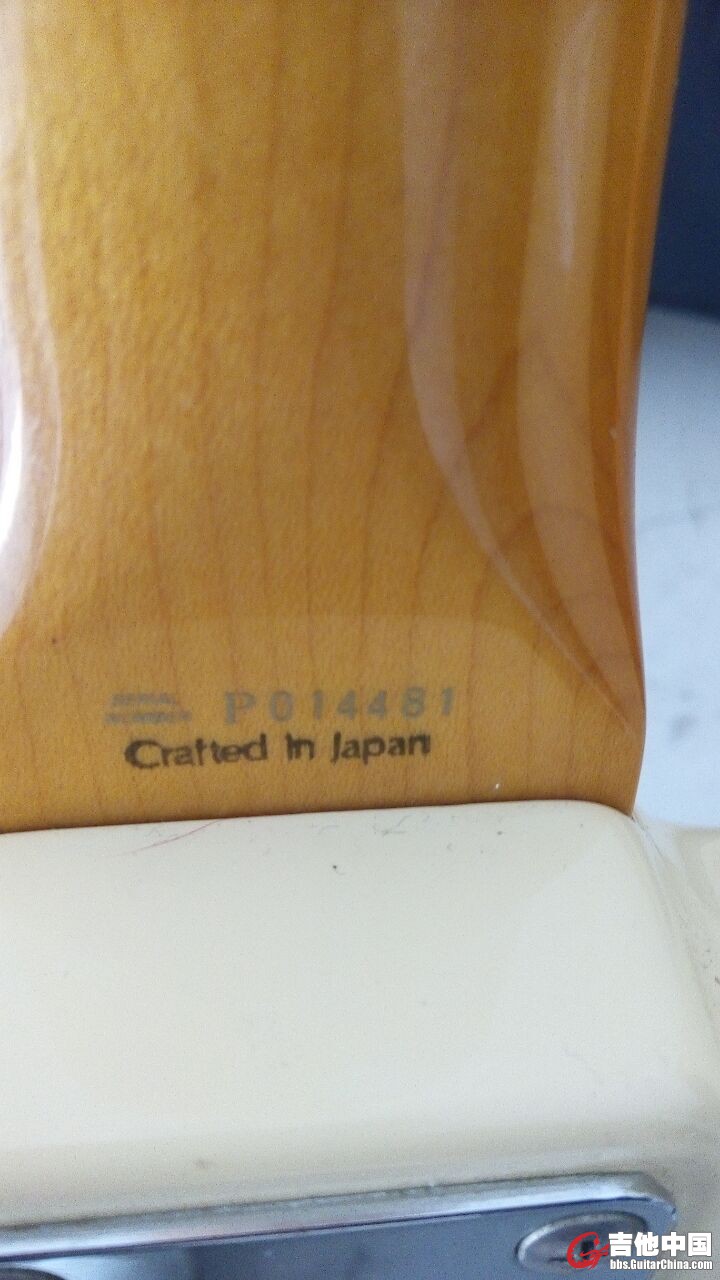 SERIAL
NUMBER P014481
Crafted In Japan
吉他中国
bbs.GuitarChina.com